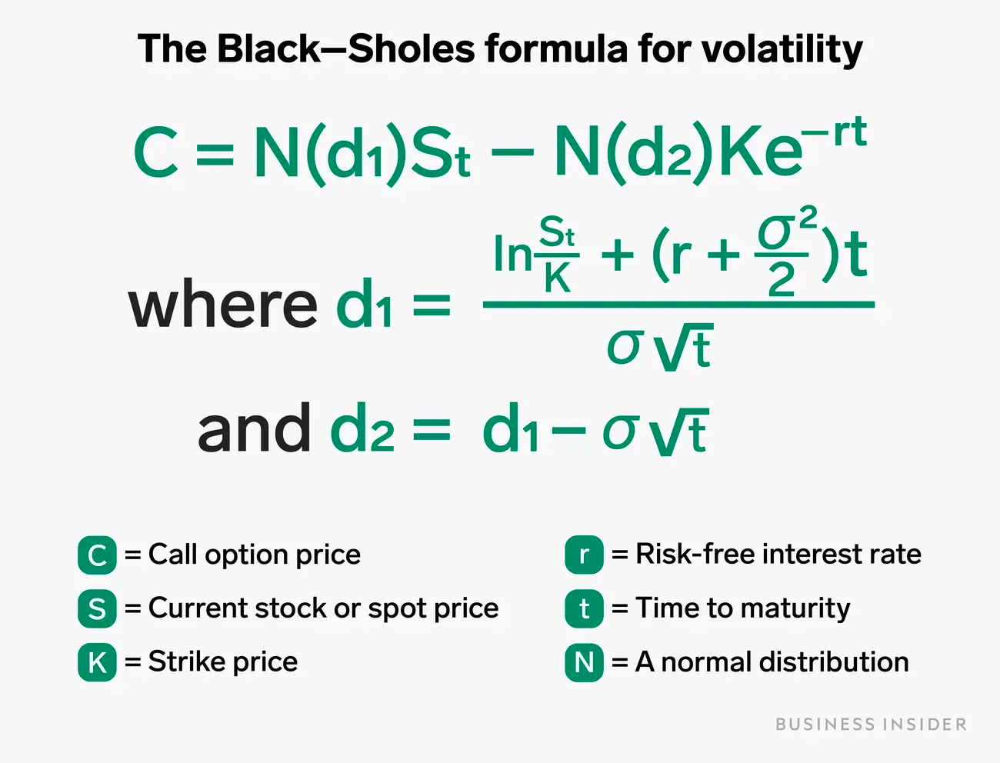 The Black–Sholes formula for volatility
C = N(d₁)Sₜ − N(d₂)Ke⁻ʳᵗ
where d₁ = (ln Sₜ/K + (r + σ²/2)t) / (σ√t)
and d₂ = d₁ − σ√t
C = Call option price
S = Current stock or spot price
K = Strike price
r = Risk-free interest rate
t = Time to maturity
N = A normal distribution
BUSINESS INSIDER